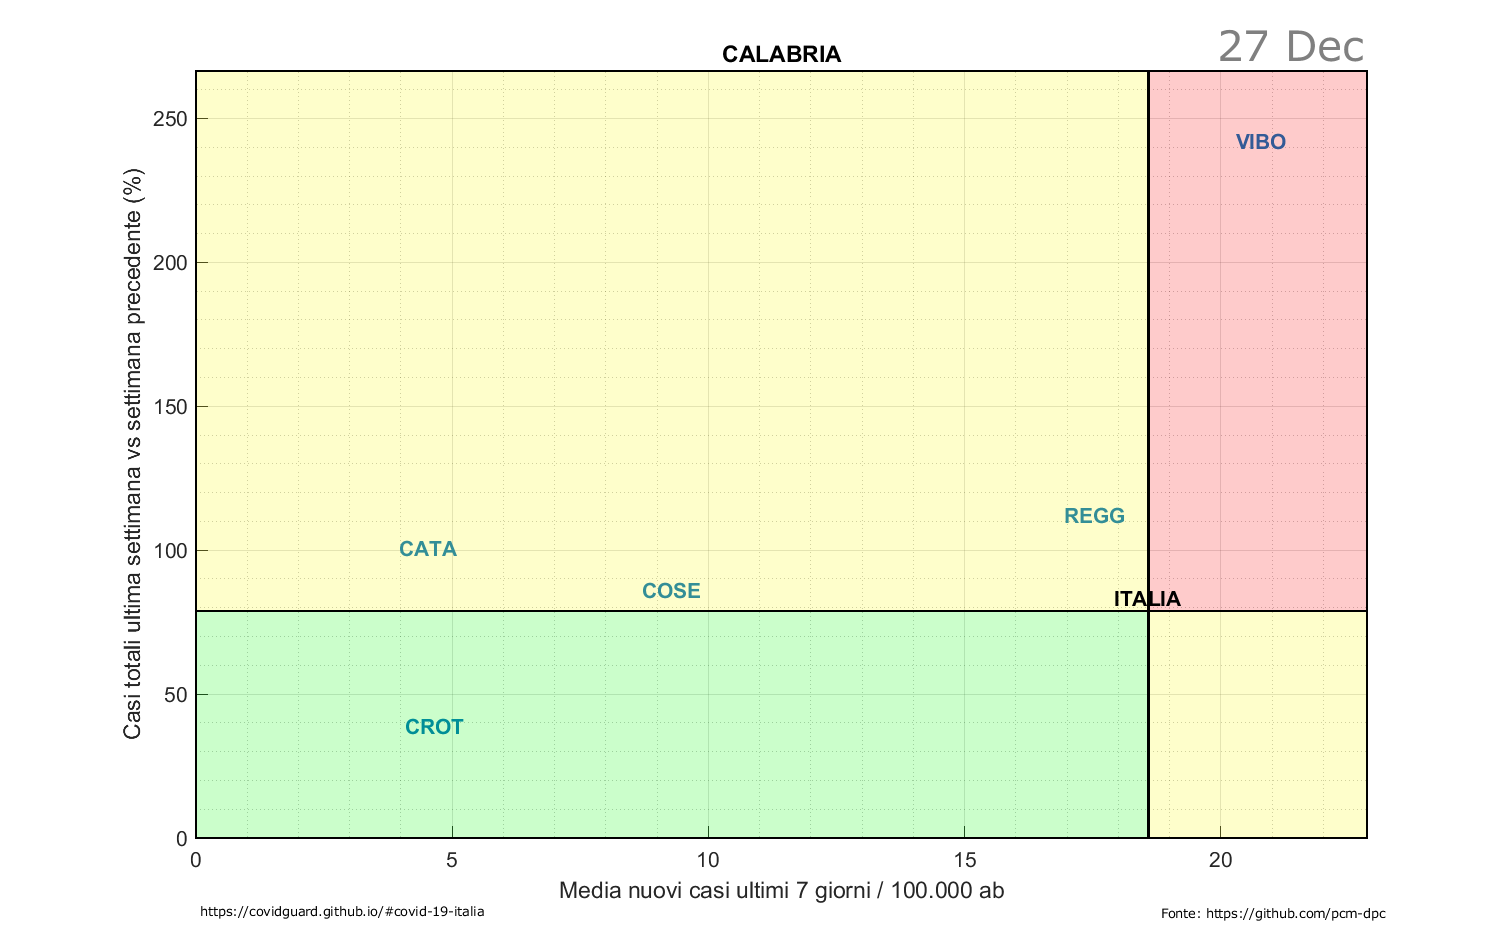 CALABRIA
27 Dec
Casi totali ultima settimana vs settimana precedente (%)
250
200
150
100
50
0
VIBO
REGG
CATA
COSE
ITALIA
CROT
0 5 10 15 20
Media nuovi casi ultimi 7 giorni / 100.000 ab
https://covidguard.github.io/#covid-19-italia
Fonte: https://github.com/pcm-dpc